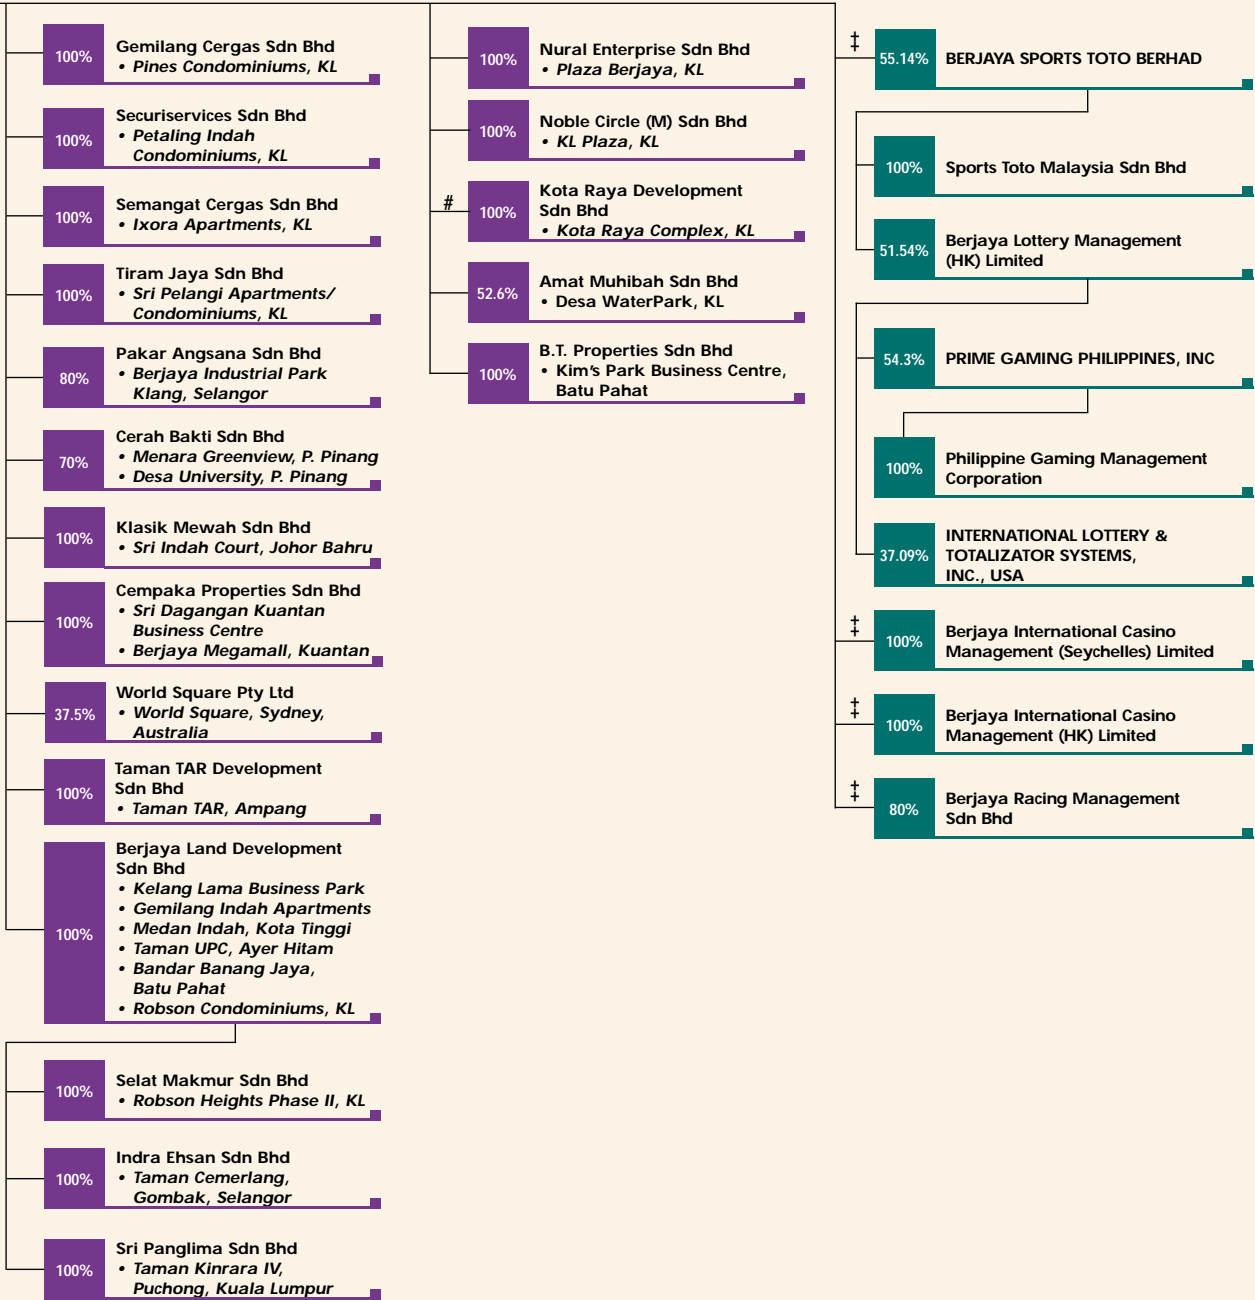 100%
Gemilang Cergas Sdn Bhd
• Pines Condominiums, KL
100%
Securiservices Sdn Bhd
• Petaling Indah
Condominiums, KL
100%
Semangat Cergas Sdn Bhd
• Ixora Apartments, KL
100%
Tiram Jaya Sdn Bhd
• Sri Pelangi Apartments/
Condominiums, KL
80%
Pakar Angsana Sdn Bhd
• Berjaya Industrial Park
Klang, Selangor
70%
Cerah Bakti Sdn Bhd
• Menara Greenview, P. Pinang
• Desa University, P. Pinang
100%
Klasik Mewah Sdn Bhd
• Sri Indah Court, Johor Bahru
100%
Cempaka Properties Sdn Bhd
• Sri Dagangan Kuantan
Business Centre
• Berjaya Megamall, Kuantan
37.5%
World Square Pty Ltd
• World Square, Sydney,
Australia
100%
Taman TAR Development
Sdn Bhd
• Taman TAR, Ampang
100%
Berjaya Land Development
Sdn Bhd
• Kelang Lama Business Park
• Gemilang Indah Apartments
• Medan Indah, Kota Tinggi
• Taman UPC, Ayer Hitam
• Bandar Banang Jaya,
Batu Pahat
• Robson Condominiums, KL
100%
Selat Makmur Sdn Bhd
• Robson Heights Phase II, KL
100%
Indra Ehsan Sdn Bhd
• Taman Cemerlang,
Gombak, Selangor
100%
Sri Panglima Sdn Bhd
• Taman Kinrara IV,
Puchong, Kuala Lumpur
100%
Nural Enterprise Sdn Bhd
• Plaza Berjaya, KL
100%
Noble Circle (M) Sdn Bhd
• KL Plaza, KL
#
100%
Kota Raya Development
Sdn Bhd
• Kota Raya Complex, KL
52.6%
Amat Muhibah Sdn Bhd
• Desa WaterPark, KL
100%
B.T. Properties Sdn Bhd
• Kim's Park Business Centre,
Batu Pahat
‡
55.14%
BERJAYA SPORTS TOTO BERHAD
100%
Sports Toto Malaysia Sdn Bhd
51.54%
Berjaya Lottery Management
(HK) Limited
54.3%
PRIME GAMING PHILIPPINES, INC
100%
Philippine Gaming Management
Corporation
37.09%
INTERNATIONAL LOTTERY &
TOTALIZATOR SYSTEMS,
INC., USA
‡
100%
Berjaya International Casino
Management (Seychelles) Limited
‡
100%
Berjaya International Casino
Management (HK) Limited
‡
80%
Berjaya Racing Management
Sdn Bhd